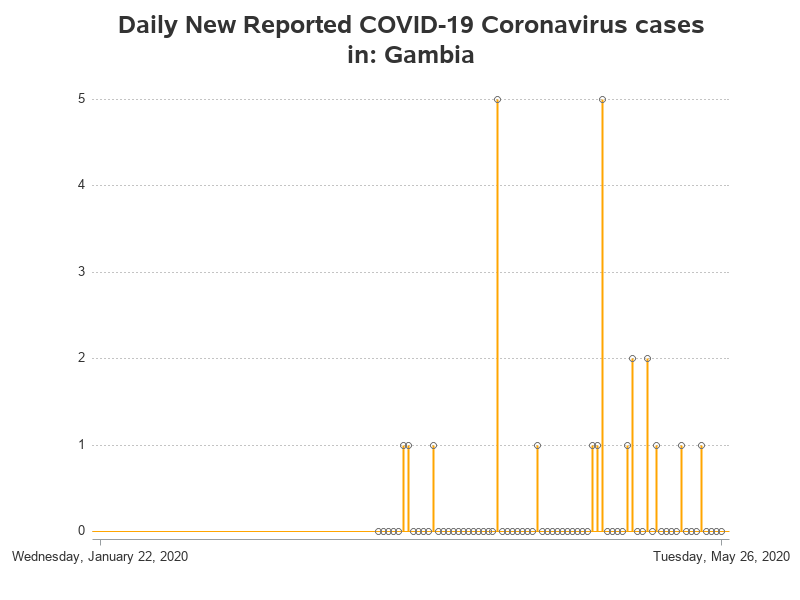 Daily New Reported COVID-19 Coronavirus cases
in: Gambia
5
4
3
2
1
0
Wednesday, January 22, 2020
Tuesday, May 26, 2020